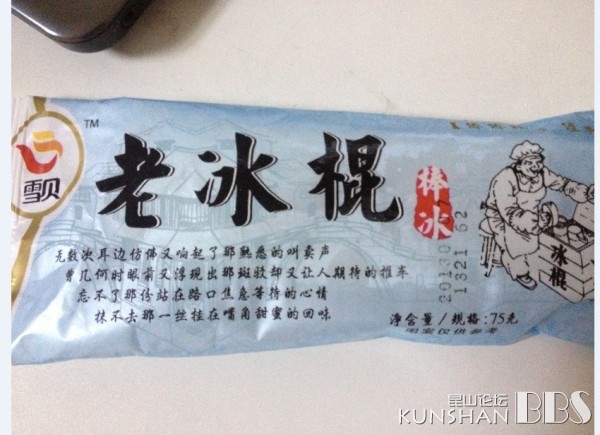 TM
雪贝
老冰棍
棒冰
冰棍
无数次耳边仿佛又响起了那熟悉的叫卖声
曾几何时眼前又浮现出那斑驳却又让人期待的推车
忘不了那份站在路口焦急等待的心情
抹不去那一丝挂在嘴角甜蜜的回味
净含量/规格:75克
图案仅供参考
昆山论坛
KUNSHAN BBS